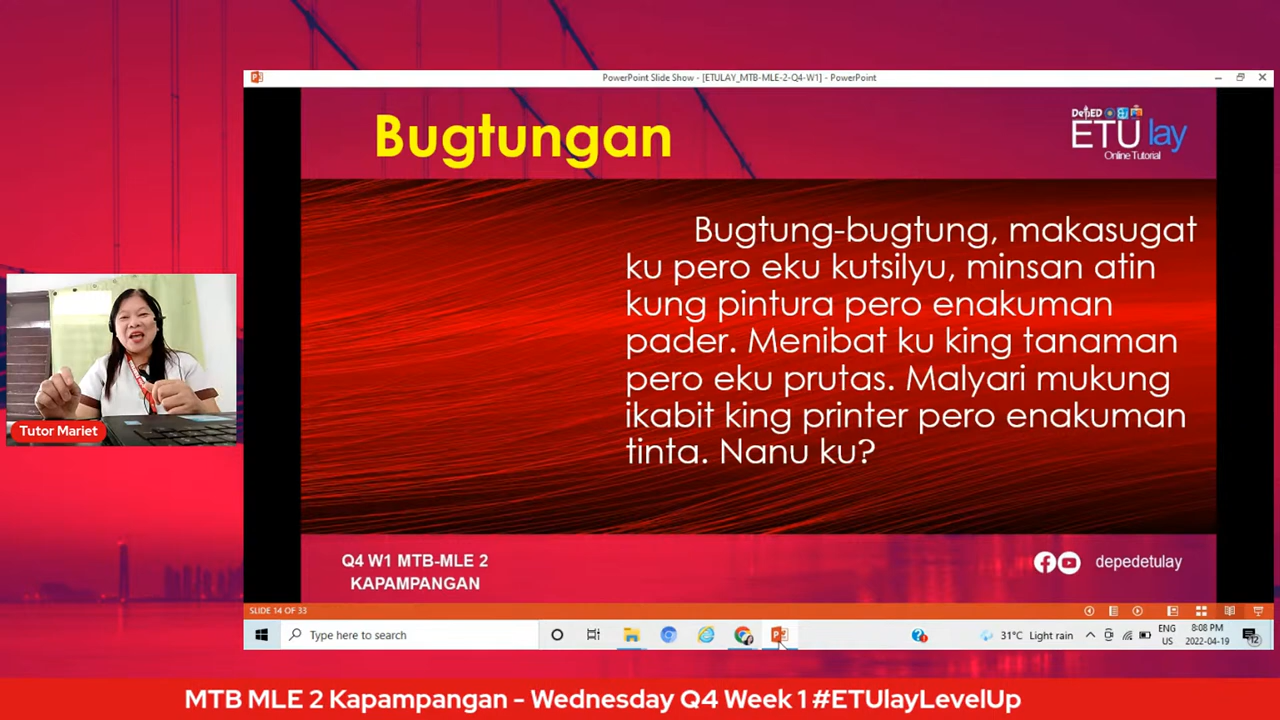 PowerPoint Slide Show - [ETULAY_MTB-MLE-2-Q4-W1] - PowerPoint
Bugtungan
DepED
ETUlay
Online Tutorial
Bugtung-bugtung, makasugat
ku pero eku kutsilyu, minsan atin
kung pintura pero enakuman
pader. Menibat ku king tanaman
pero eku prutas. Malyari mukung
ikabit king printer pero enakuman
tinta. Nanu ku?
Tutor Mariet
Q4 W1 MTB-MLE 2
KAPAMPANGAN
depedetulay
SLIDE 14 OF 33
Type here to search
31°C Light rain
ENG
US
8:08 PM
2022-04-19
12
MTB MLE 2 Kapampangan - Wednesday Q4 Week 1 #ETUlayLevelUp